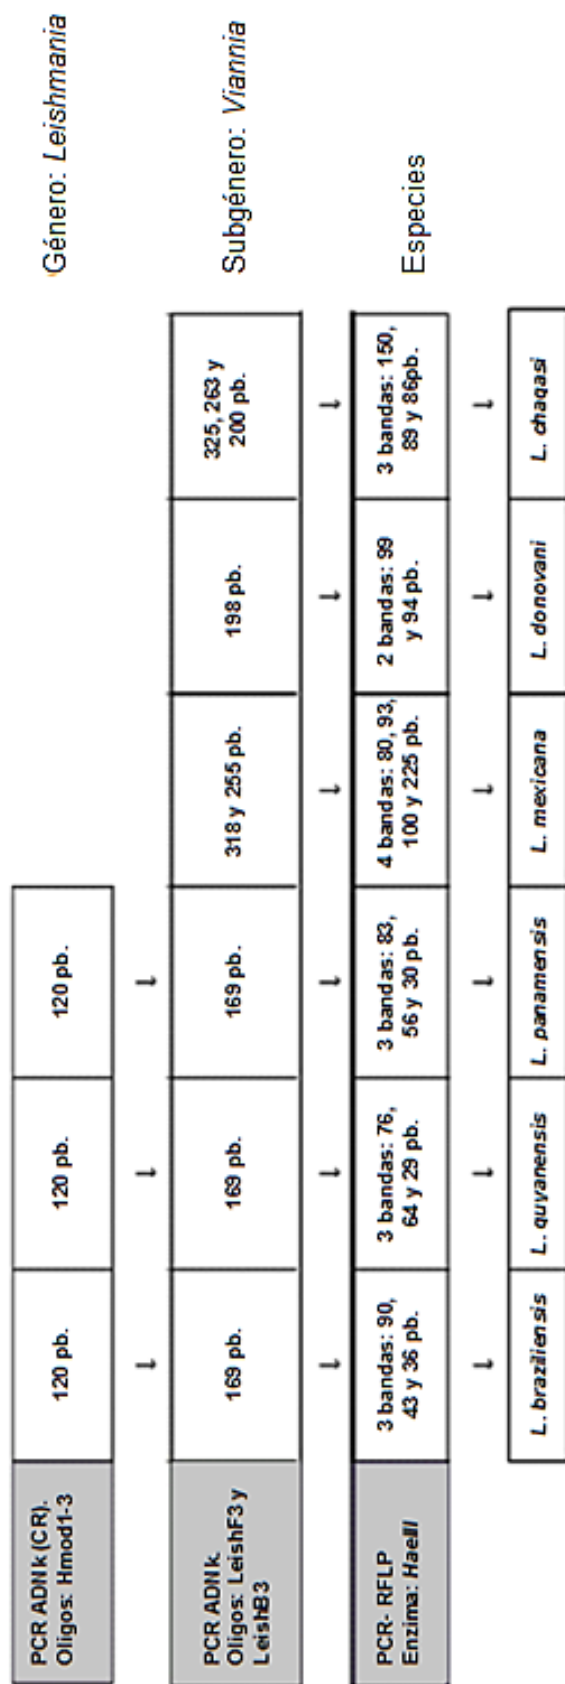 PCR ADNk (CR).
Oligos: Hmod1-3
120 pb.
120 pb.
120 pb.
Género: Leishmania
PCR ADNk.
Oligos: LeishF3 y
LeishB3
169 pb.
169 pb.
169 pb.
318 y 255 pb.
198 pb.
325, 263 y
200 pb.
Subgénero: Viannia
PCR- RFLP
Enzima: HaeIII
3 bandas: 90,
43 y 36 pb.
3 bandas: 76,
64 y 29 pb.
3 bandas: 83,
56 y 30 pb.
4 bandas: 80, 93,
100 y 225 pb.
2 bandas: 99
y 94 pb.
3 bandas: 150,
89 y 86pb.
Especies
L. braziliensis
L. guyanensis
L. panamensis
L. mexicana
L. donovani
L. chagasi